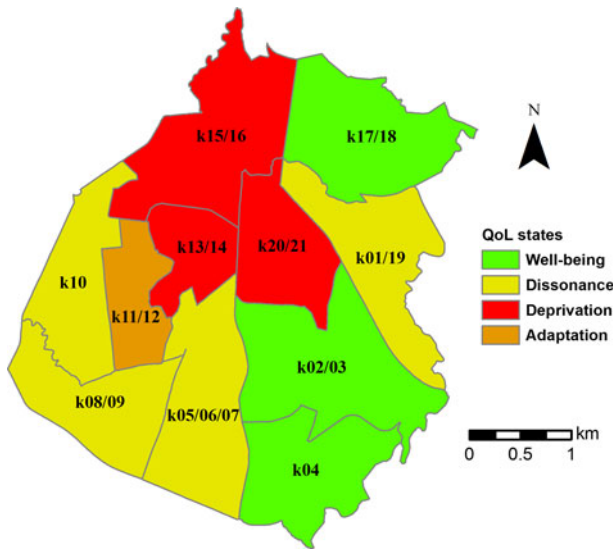 k15/16
k17/18
N
k13/14
k20/21
k01/19
k10
k11/12
k02/03
k08/09
k05/06/07
k04
QoL states
Well-being
Dissonance
Deprivation
Adaptation
km
0 0.5 1